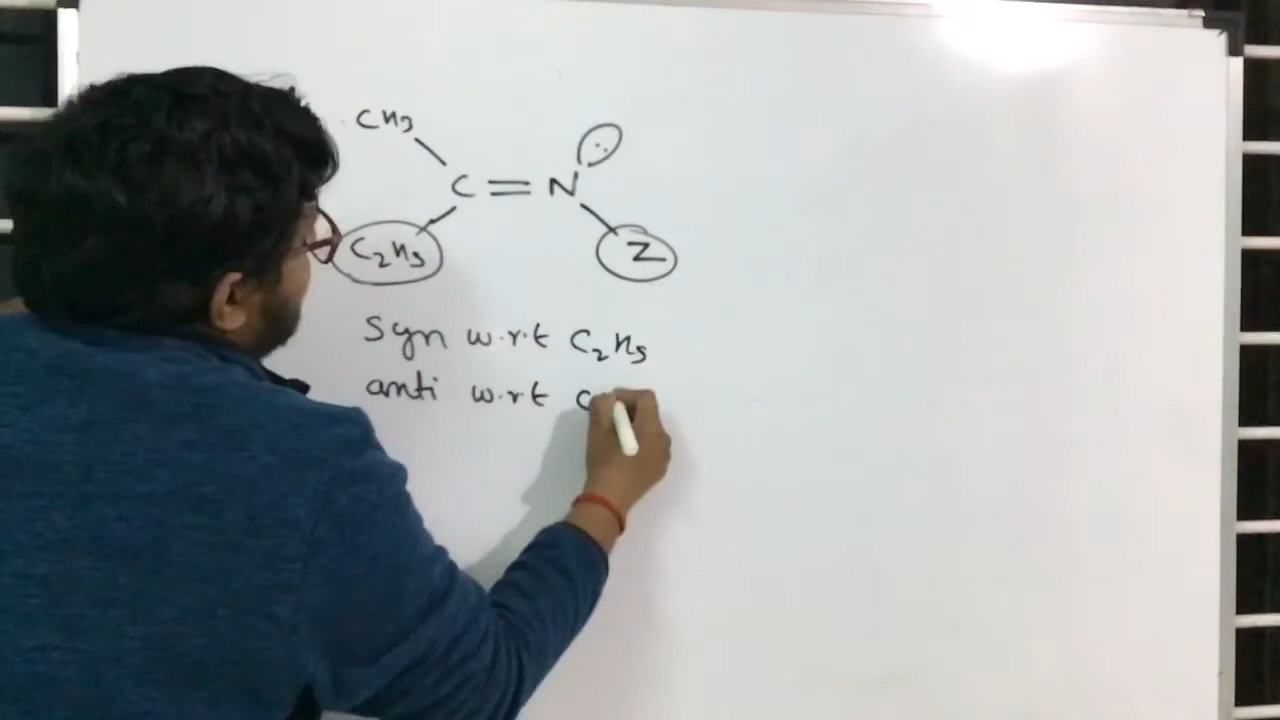 CH3
C = N
C2H5
Z
Syn w.r.t C2H5
anti w.r.t